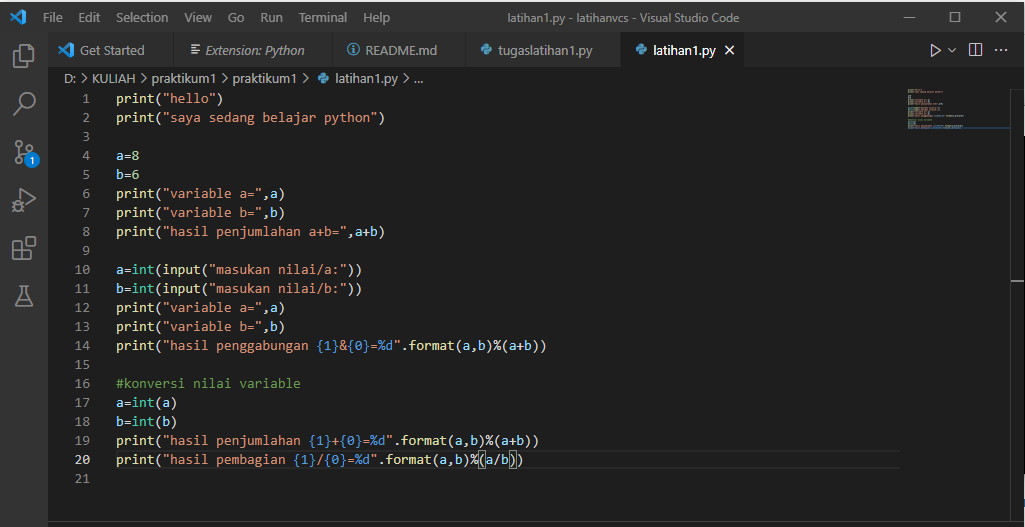 File Edit Selection View Go Run Terminal Help latihan1.py - latihanvcs - Visual Studio Code
Get Started Extension: Python README.md tugaslatihan1.py latihan1.py
D: > KULIAH > praktikum1 > praktikum1 > latihan1.py > ...
1 print("hello")
2 print("saya sedang belajar python")
3
4 a=8
5 b=6
6 print("variable a=",a)
7 print("variable b=",b)
8 print("hasil penjumlahan a+b=",a+b)
9
10 a=int(input("masukan nilai/a:"))
11 b=int(input("masukan nilai/b:"))
12 print("variable a=",a)
13 print("variable b=",b)
14 print("hasil penggabungan {1}&{0}=%d".format(a,b)%(a+b))
15
16 #konversi nilai variable
17 a=int(a)
18 b=int(b)
19 print("hasil penjumlahan {1}+{0}=%d".format(a,b)%(a+b))
20 print("hasil pembagian {1}/{0}=%d".format(a,b)%(a/b))
21
1